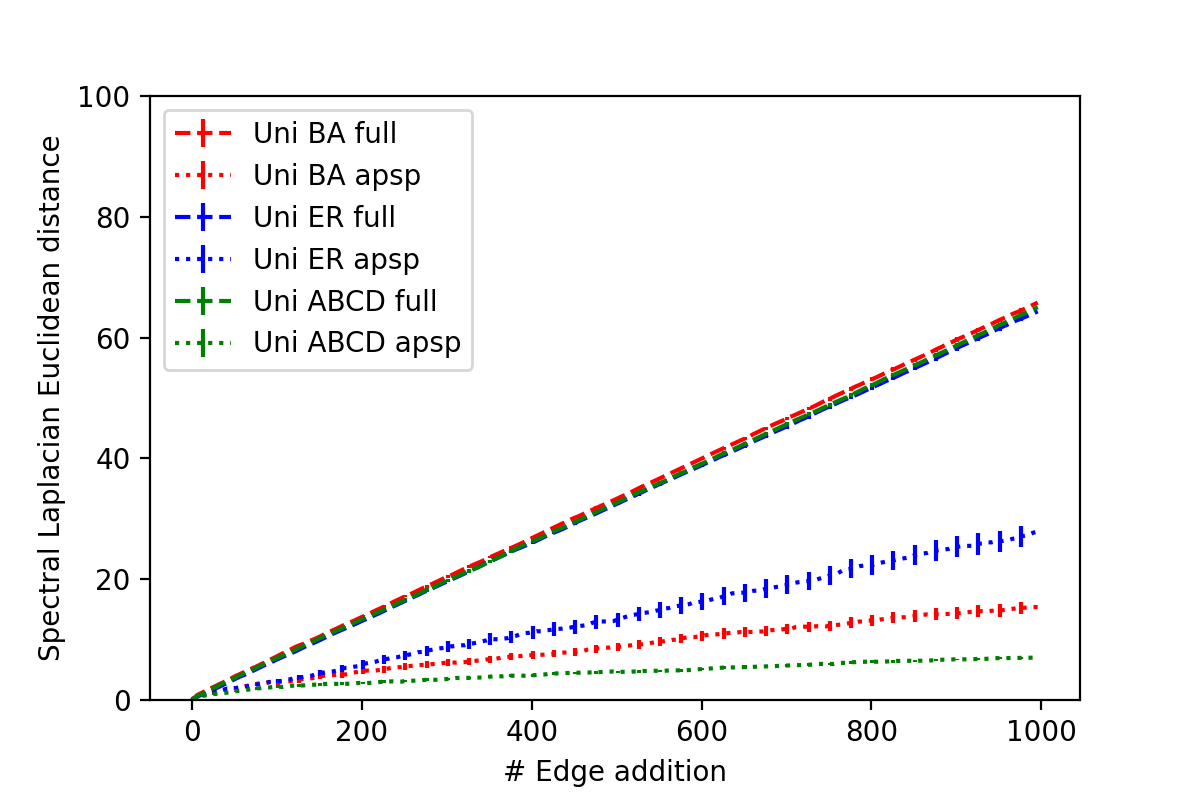 Spectral Laplacian Euclidean distance
100
80
60
40
20
0
Uni BA full
Uni BA apsp
Uni ER full
Uni ER apsp
Uni ABCD full
Uni ABCD apsp
0 200 400 600 800 1000
# Edge addition